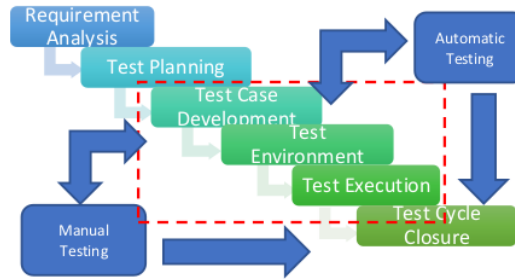 Requirement
Analysis
Automatic
Testing
Test Planning
Test Case
Development
Test
Environment
Test Execution
Manual
Testing
Test Cycle
Closure